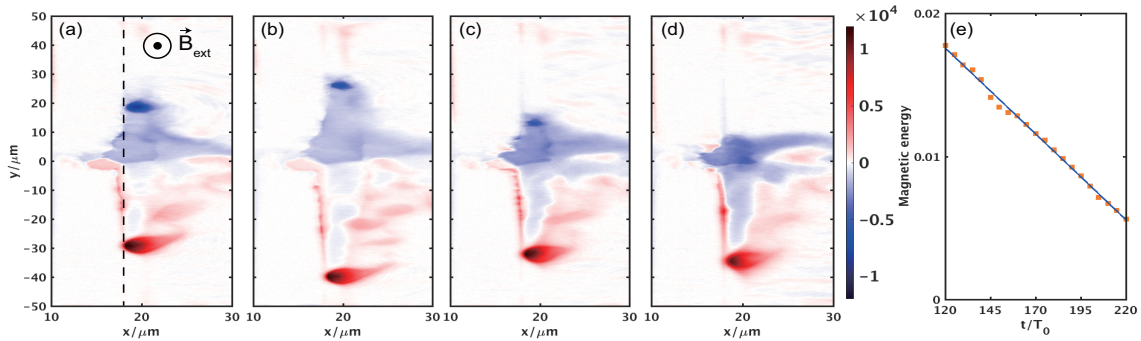 (a)
B⃗ext
(b)
(c)
(d)
(e)
×10⁴
50
40
30
20
10
0
-10
-20
-30
-40
-50
y/μm
10 20 30
x/μm
10 20 30
x/μm
10 20 30
x/μm
10 20 30
x/μm
1
0.5
0
-0.5
-1
Magnetic energy
0.02
0.01
0
120 145 170 195 220
t/T₀